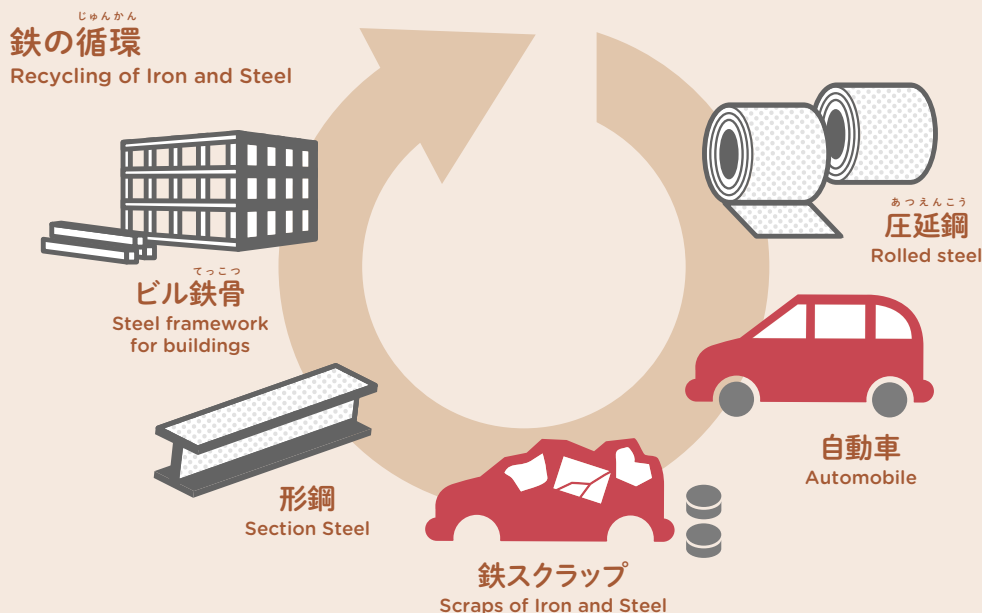 じゅんかん
鉄の循環
Recycling of Iron and Steel
あつえんこう
圧延鋼
Rolled steel
自動車
Automobile
鉄スクラップ
Scraps of Iron and Steel
形鋼
Section Steel
てっこつ
ビル鉄骨
Steel framework
for buildings